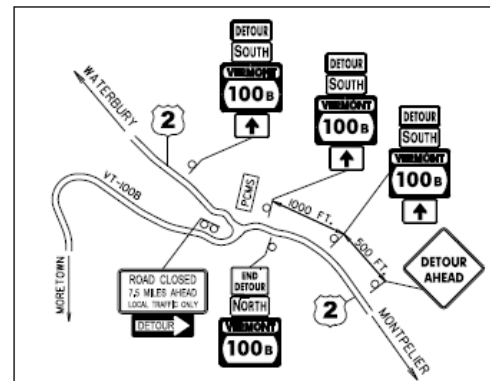 DETOUR
SOUTH
VERMONT
100B
DETOUR
SOUTH
VERMONT
100B
DETOUR
SOUTH
VERMONT
100B
WATERBURY
2
VT-100B
PCMS
1000 FT.
500 FT.
DETOUR
AHEAD
MORETOWN
ROAD CLOSED
7.5 MILES AHEAD
LOCAL TRAFFIC ONLY
DETOUR
END
DETOUR
NORTH
VERMONT
100B
2
MONTPELIER